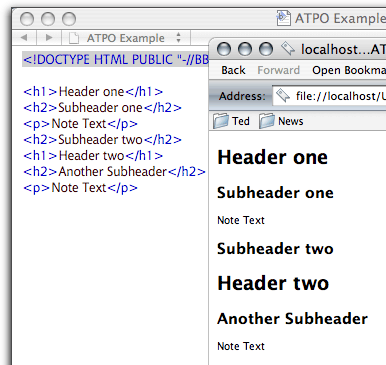 ATPO Example
ATPO Example
<!DOCTYPE HTML PUBLIC "-//BB
<h1>Header one</h1>
<h2>Subheader one</h2>
<p>Note Text</p>
<h2>Subheader two</h2>
<h1>Header two</h1>
<h2>Another Subheader</h2>
<p>Note Text</p>
localhost...AT
Back Forward Open Bookma
Address: file://localhost/U
Ted News
Header one
Subheader one
Note Text
Subheader two
Header two
Another Subheader
Note Text